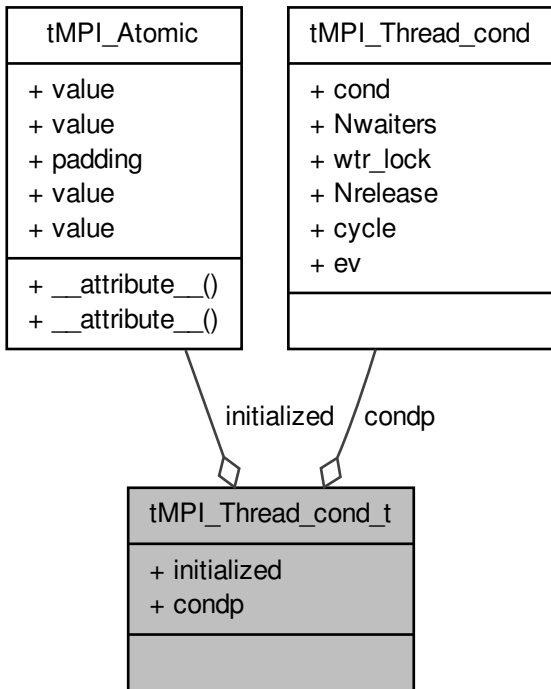 tMPI_Atomic
+ value
+ value
+ padding
+ value
+ value
+ __attribute__()
+ __attribute__()
tMPI_Thread_cond
+ cond
+ Nwaiters
+ wtr_lock
+ Nrelease
+ cycle
+ ev
initialized
condp
tMPI_Thread_cond_t
+ initialized
+ condp